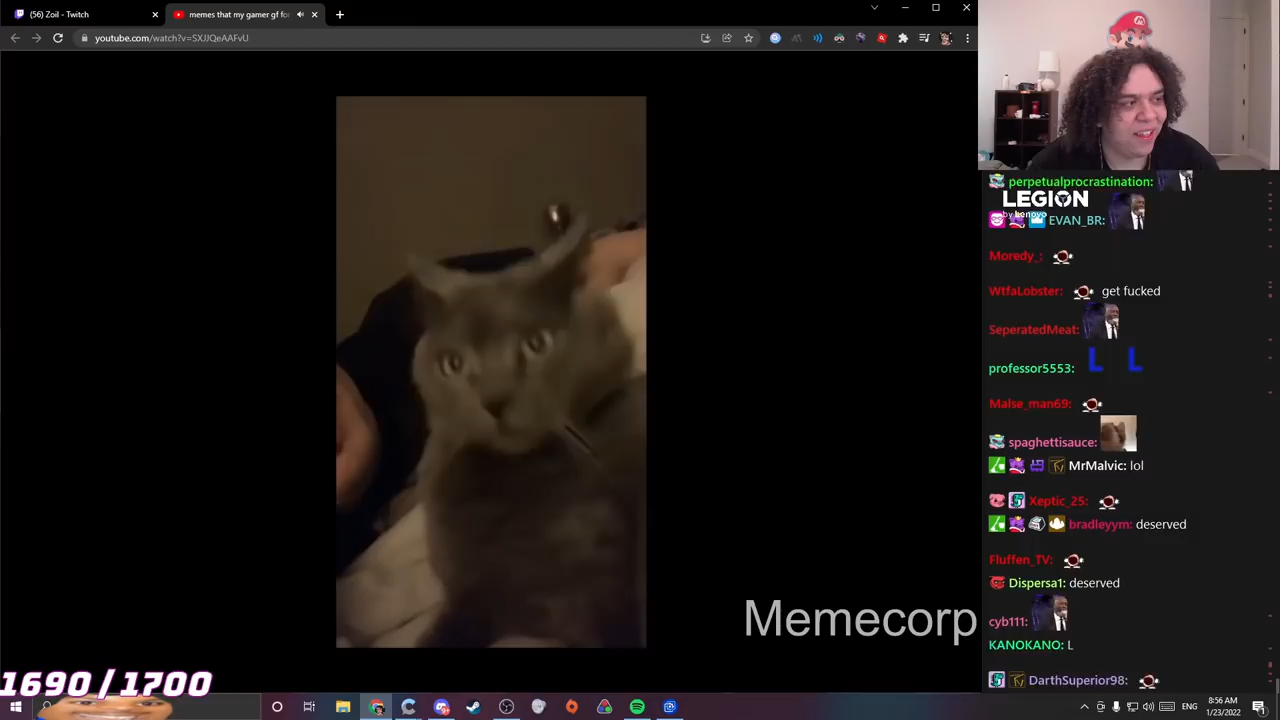 (56) Zoil - Twitch
memes that my gamer gf fo
youtube.com/watch?v=SXJJQeAAFvU
perpetualprocrastination:
LEGION
by Lenovo
EVAN_BR:
Moredy_:
WtfaLobster: get fucked
SeperatedMeat:
professor5553: L L
Malse_man69:
spaghettisauce:
MrMalvic: lol
Xeptic_25:
bradleyym: deserved
Fluffen_TV:
Dispersa1: deserved
cyb111:
KANOKANO: L
DarthSuperior98:
Memecorp
1690/1700
ENG
8:56 AM
1/23/2022